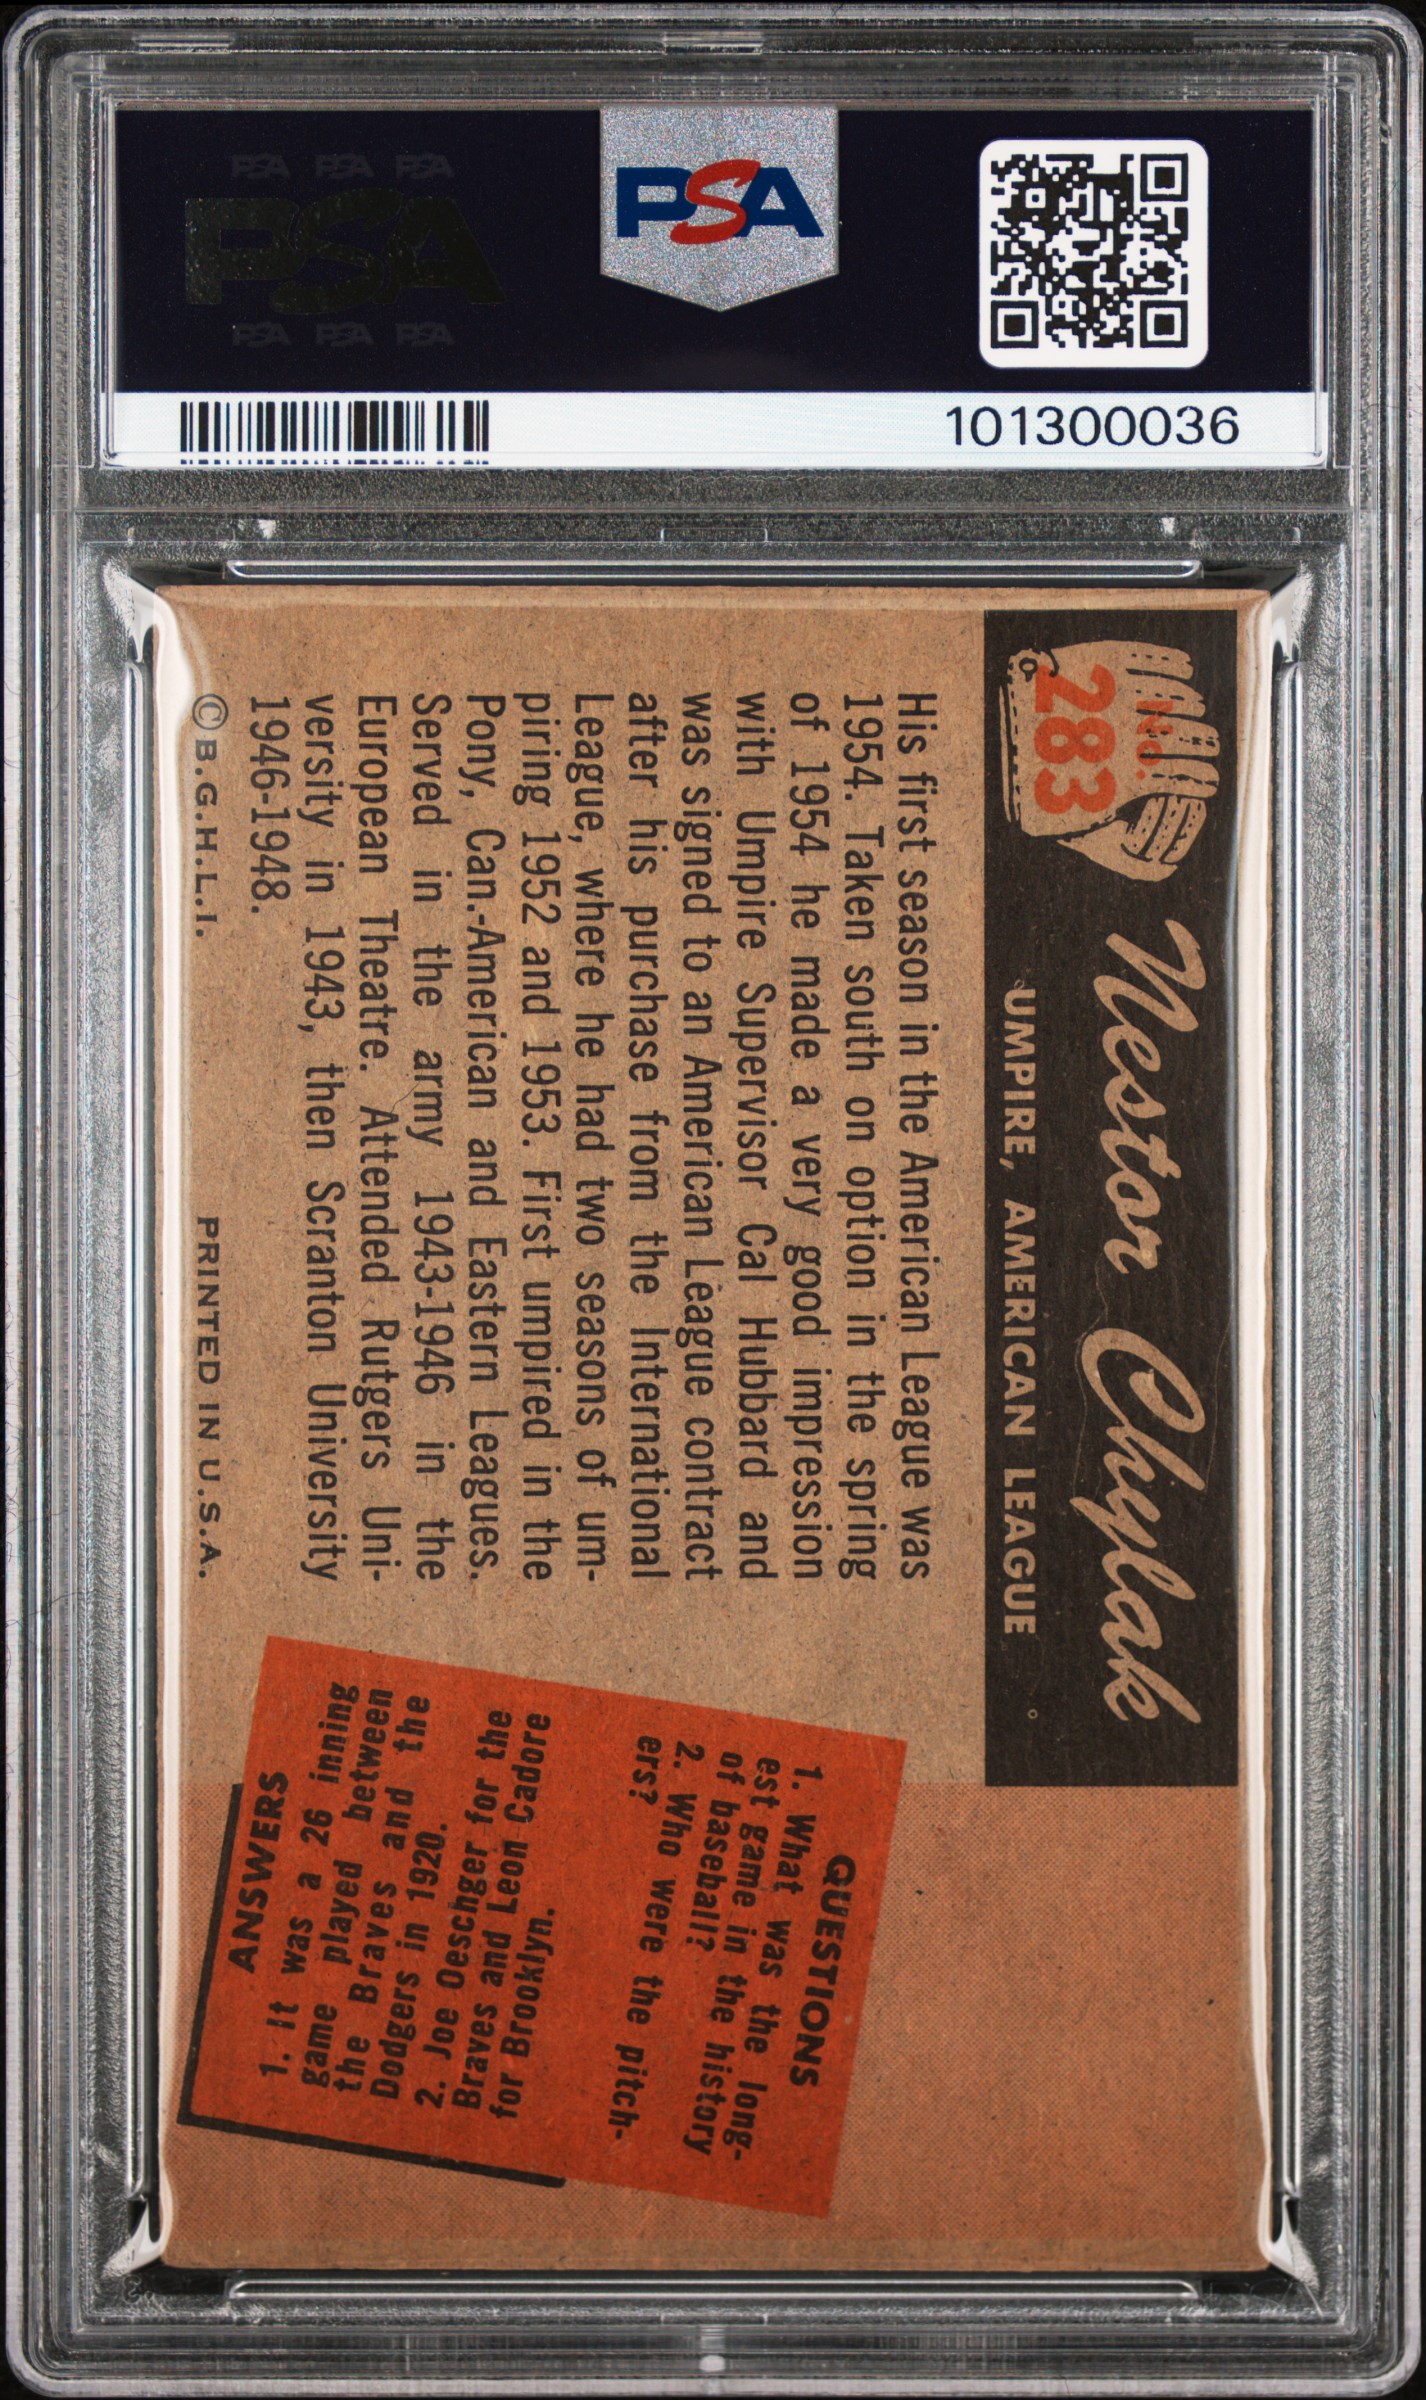 PSA PSA PSA
PSA
PSA PSA PSA
PSA
101300036
No.
283
Nestor Chylak
UMPIRE, AMERICAN LEAGUE
His first season in the American League was
1954. Taken south on option in the spring
of 1954 he made a very good impression
with Umpire Supervisor Cal Hubbard and
was signed to an American League contract
after his purchase from the International
League, where he had two seasons of um-
piring 1952 and 1953. First umpired in the
Pony, Can.-American and Eastern Leagues.
Served in the army 1943-1946 in the
European Theatre. Attended Rutgers Uni-
versity in 1943, then Scranton University
1946-1948.
©B.G.H.L.I.
PRINTED IN U.S.A.
QUESTIONS
1. What was the long-
est game in the history
of baseball?
2. Who were the pitch-
ers?
ANSWERS
1. It was a 26 inning
game played between
the Braves and the
Dodgers in 1920.
2. Joe Oeschger for the
Braves and Leon Cadore
for Brooklyn.